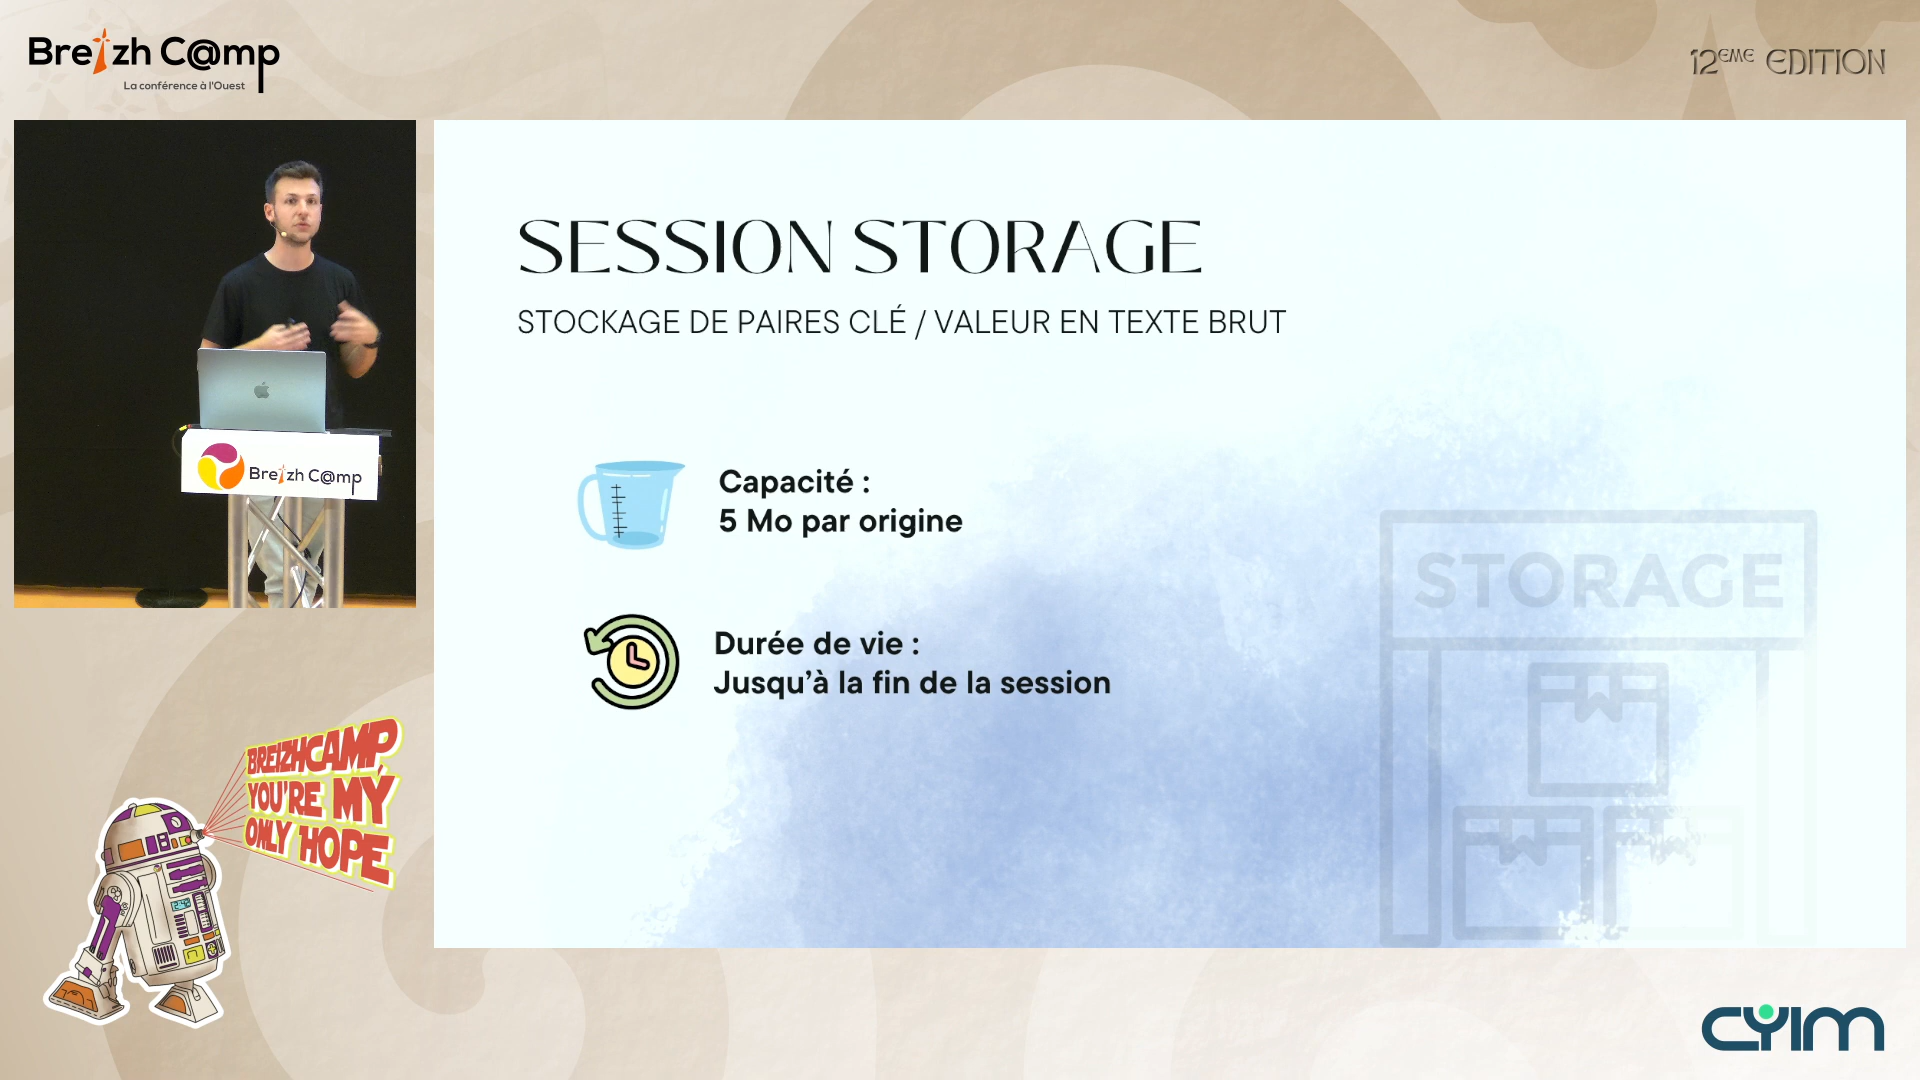 Breizh C@mp
La conférence à l'Ouest
12ÈME EDITION
SESSION STORAGE
STOCKAGE DE PAIRES CLÉ / VALEUR EN TEXTE BRUT
Capacité :
5 Mo par origine
Durée de vie :
Jusqu'à la fin de la session
STORAGE
Breizh C@mp
BREIZHCAMP,
YOU'RE MY
ONLY HOPE
CYIM